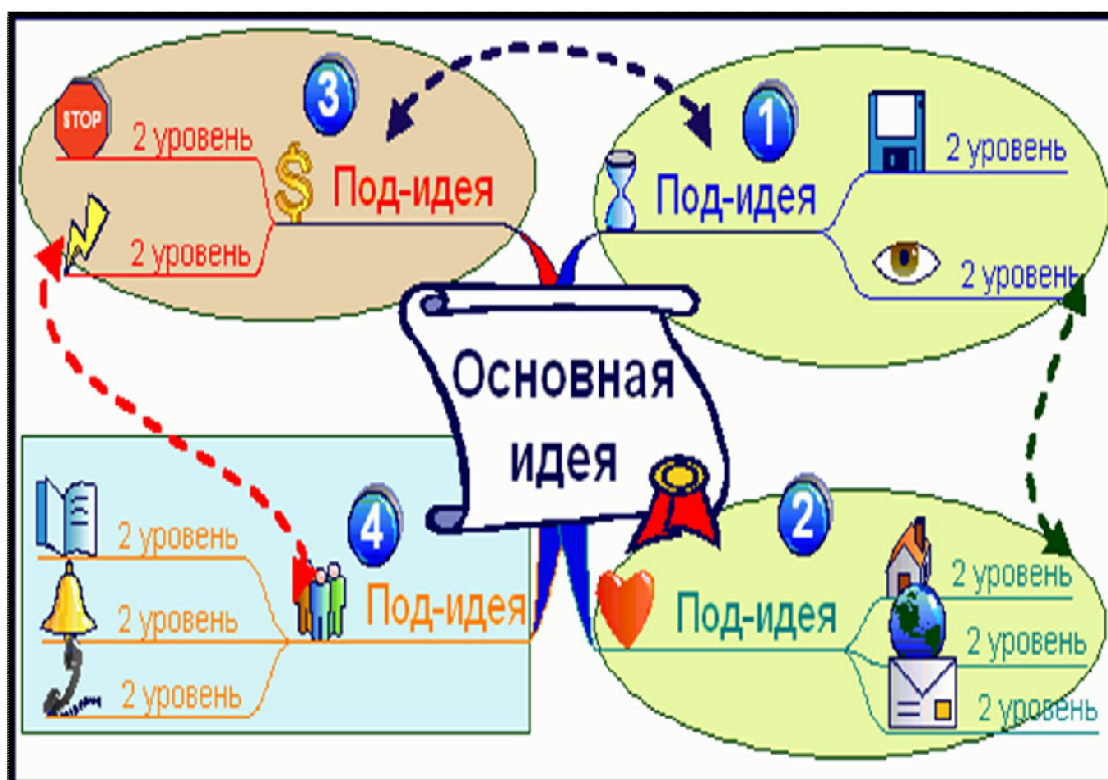 3
STOP
2 уровень
Под-идея
2 уровень
1
2 уровень
Под-идея
2 уровень
Основная
идея
4
2 уровень
2 уровень
Под-идея
2 уровень
2
2 уровень
Под-идея
2 уровень
2 уровень